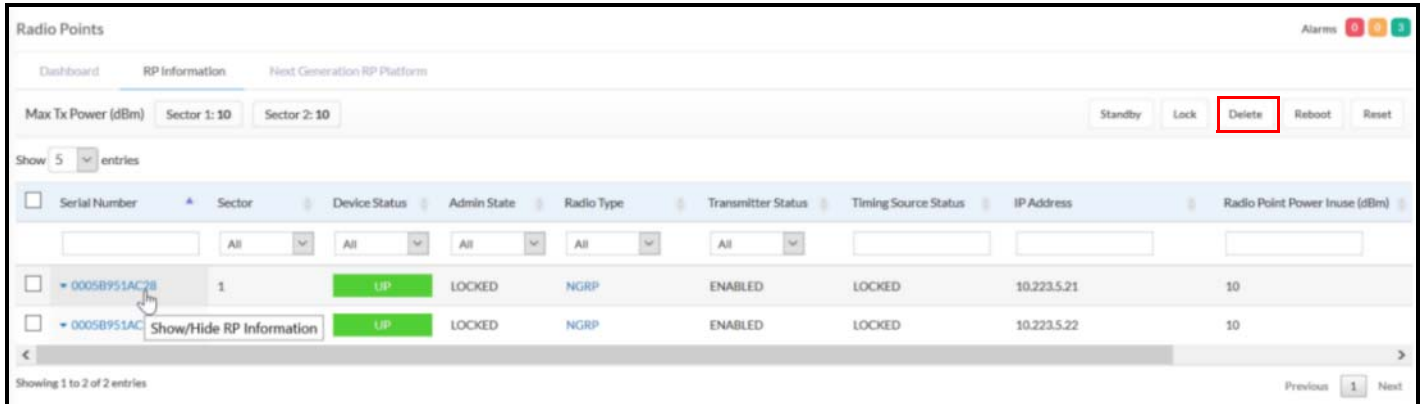 Radio Points Alarms 0 0 3
Dashboard RP Information Next Generation RP Platform
Max Tx Power (dBm) Sector 1: 10 Sector 2: 10 Standby Lock Delete Reboot Reset
Show 5 entries
Serial Number Sector Device Status Admin State Radio Type Transmitter Status Timing Source Status IP Address Radio Point Power Inuse (dBm)
All All All All All
0005B951AC28 1 UP LOCKED NGRP ENABLED LOCKED 10.223.5.21 10
0005B951AC UP LOCKED NGRP ENABLED LOCKED 10.223.5.22 10
Show/Hide RP Information
Showing 1 to 2 of 2 entries Previous 1 Next